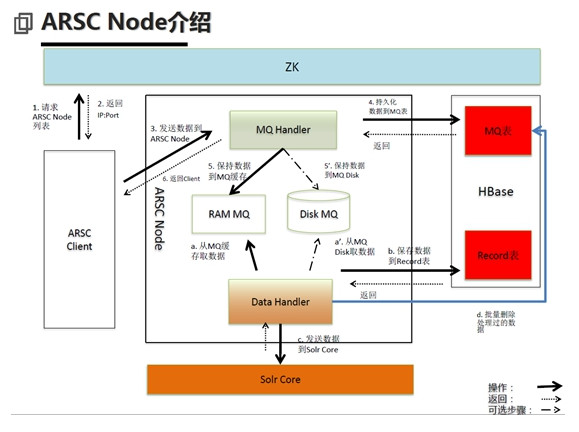 ARSC Node介绍
ZK
1. 请求
ARSC Node
列表
2. 返回
IP:Port
3. 发送数据到
ARSC Node
MQ Handler
4. 持久化
数据到MQ表
返回
MQ表
5. 保持数据
到MQ缓存
5'. 保持数据
到MQ Disk
6. 返回Client
ARSC Node
RAM MQ
Disk MQ
HBase
ARSC
Client
a. 从MQ缓
存取数据
a'. 从MQ
Disk取数据
b. 保存数据
到Record表
Record表
返回
Data Handler
d. 批量删除
处理过的数
据
c. 发送数据
到Solr Core
Solr Core
操作：
返回：
可选步骤：